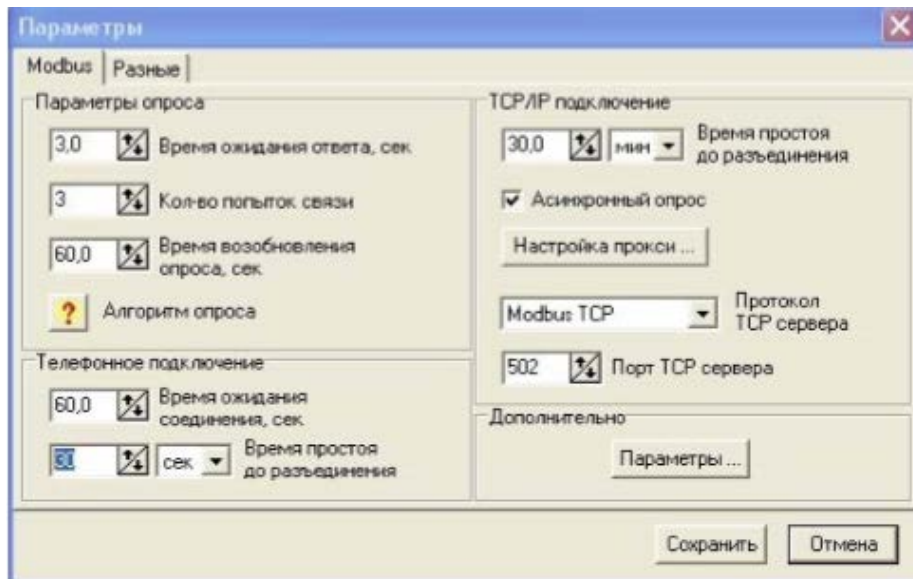 Параметры
Modbus
Разные
Параметры опроса
3,0
Время ожидания ответа, сек
3
Кол-во попыток связи
60,0
Время возобновления
опроса, сек
?
Алгоритм опроса
Телефонное подключение
60,0
Время ожидания
соединения, сек
30
сек
Время простоя
до разъединения
TCP/IP подключение
30,0
мин
Время простоя
до разъединения
Асинхронный опрос
Настройка прокси ...
Modbus TCP
Протокол
TCP сервера
502
Порт TCP сервера
Дополнительно
Параметры ...
Сохранить
Отмена